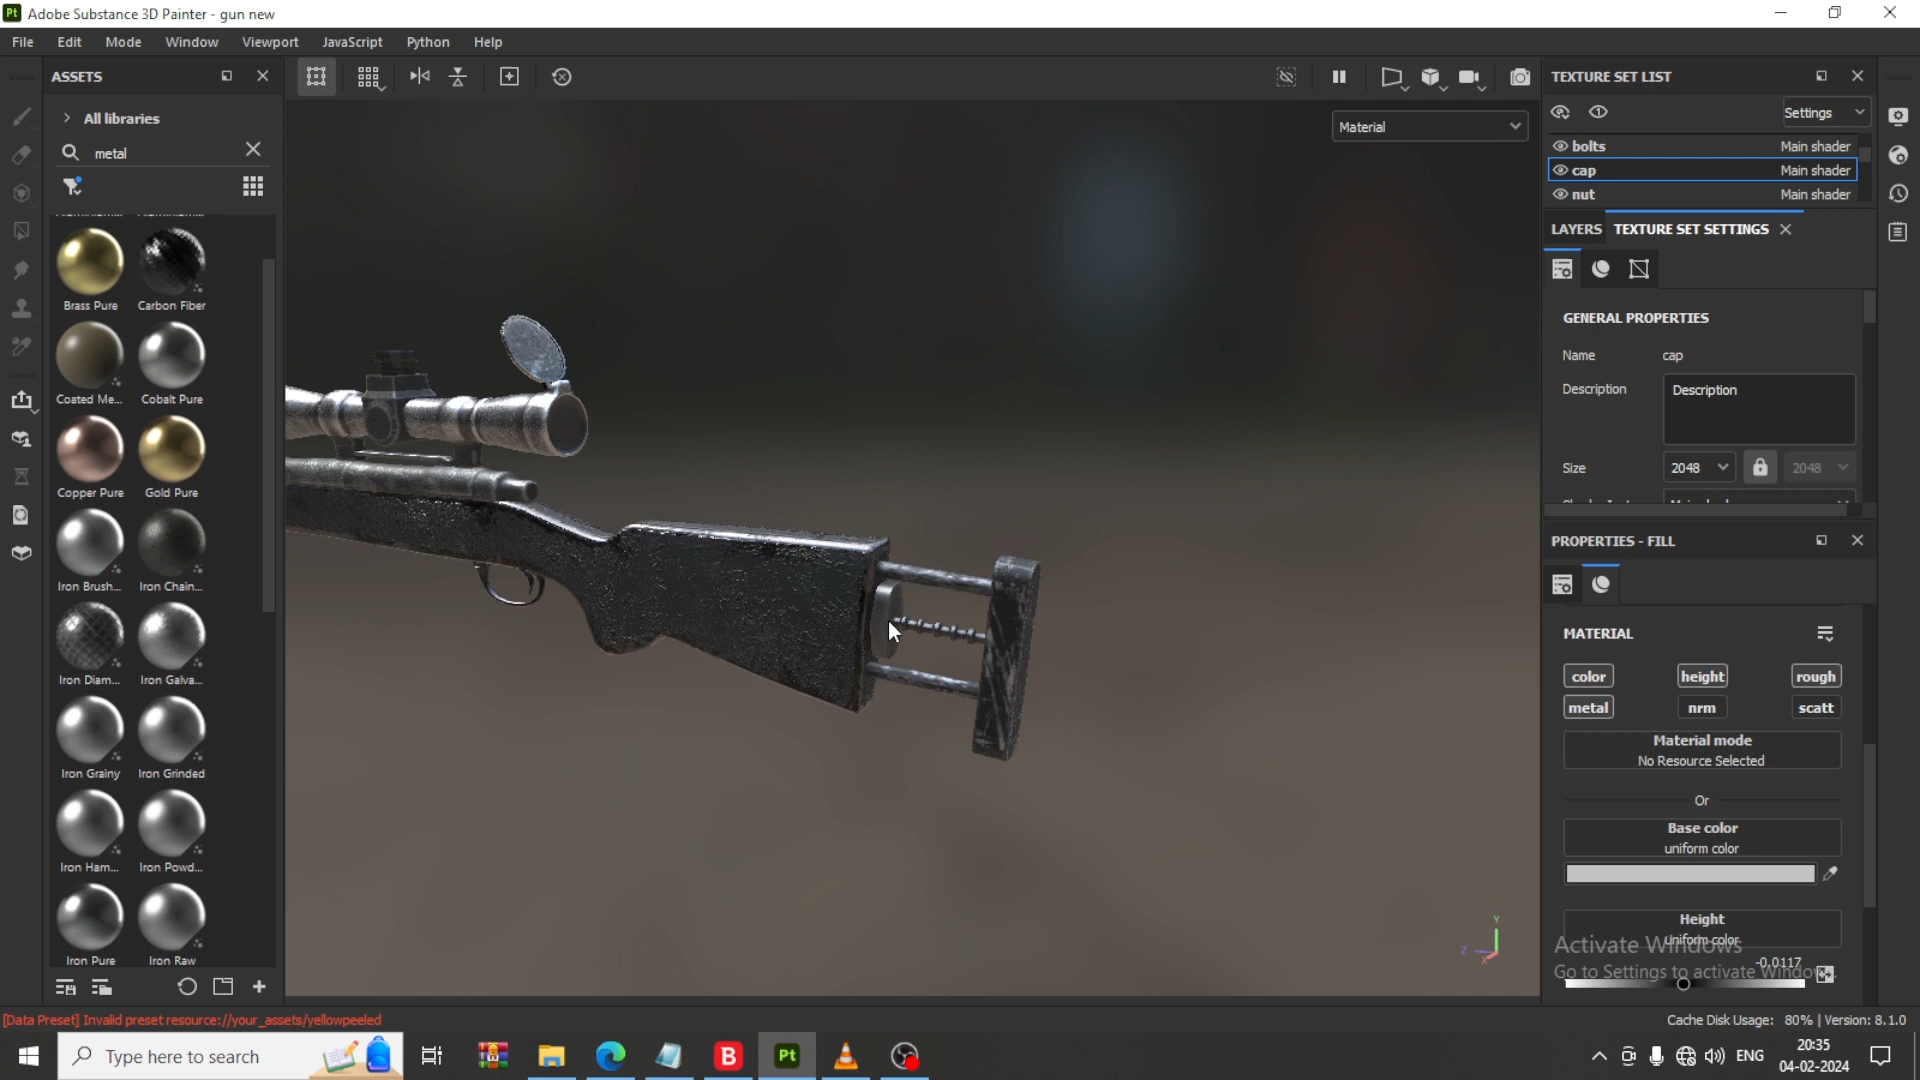 Pt Adobe Substance 3D Painter - gun new
File Edit Mode Window Viewport JavaScript Python Help
ASSETS
All libraries
metal
Brass Pure Carbon Fiber
Coated Me... Cobalt Pure
Copper Pure Gold Pure
Iron Brush... Iron Chain...
Iron Diam... Iron Galva...
Iron Grainy Iron Grinded
Iron Ham... Iron Powd...
Iron Pure Iron Raw
Material
Y
Z
X
TEXTURE SET LIST
Settings
bolts Main shader
cap Main shader
nut Main shader
LAYERS TEXTURE SET SETTINGS
GENERAL PROPERTIES
Name cap
Description Description
Size 2048 2048
PROPERTIES - FILL
MATERIAL
color height rough
metal nrm scatt
Material mode
No Resource Selected
Or
Base color
uniform color
Height
uniform color
-0,0117
Activate Windows
Go to Settings to activate Windows.
[Data Preset] Invalid preset resource://your_assets/yellowpeeled
Cache Disk Usage: 80% | Version: 8.1.0
Type here to search
B
Pt
ENG
20:35
04-02-2024